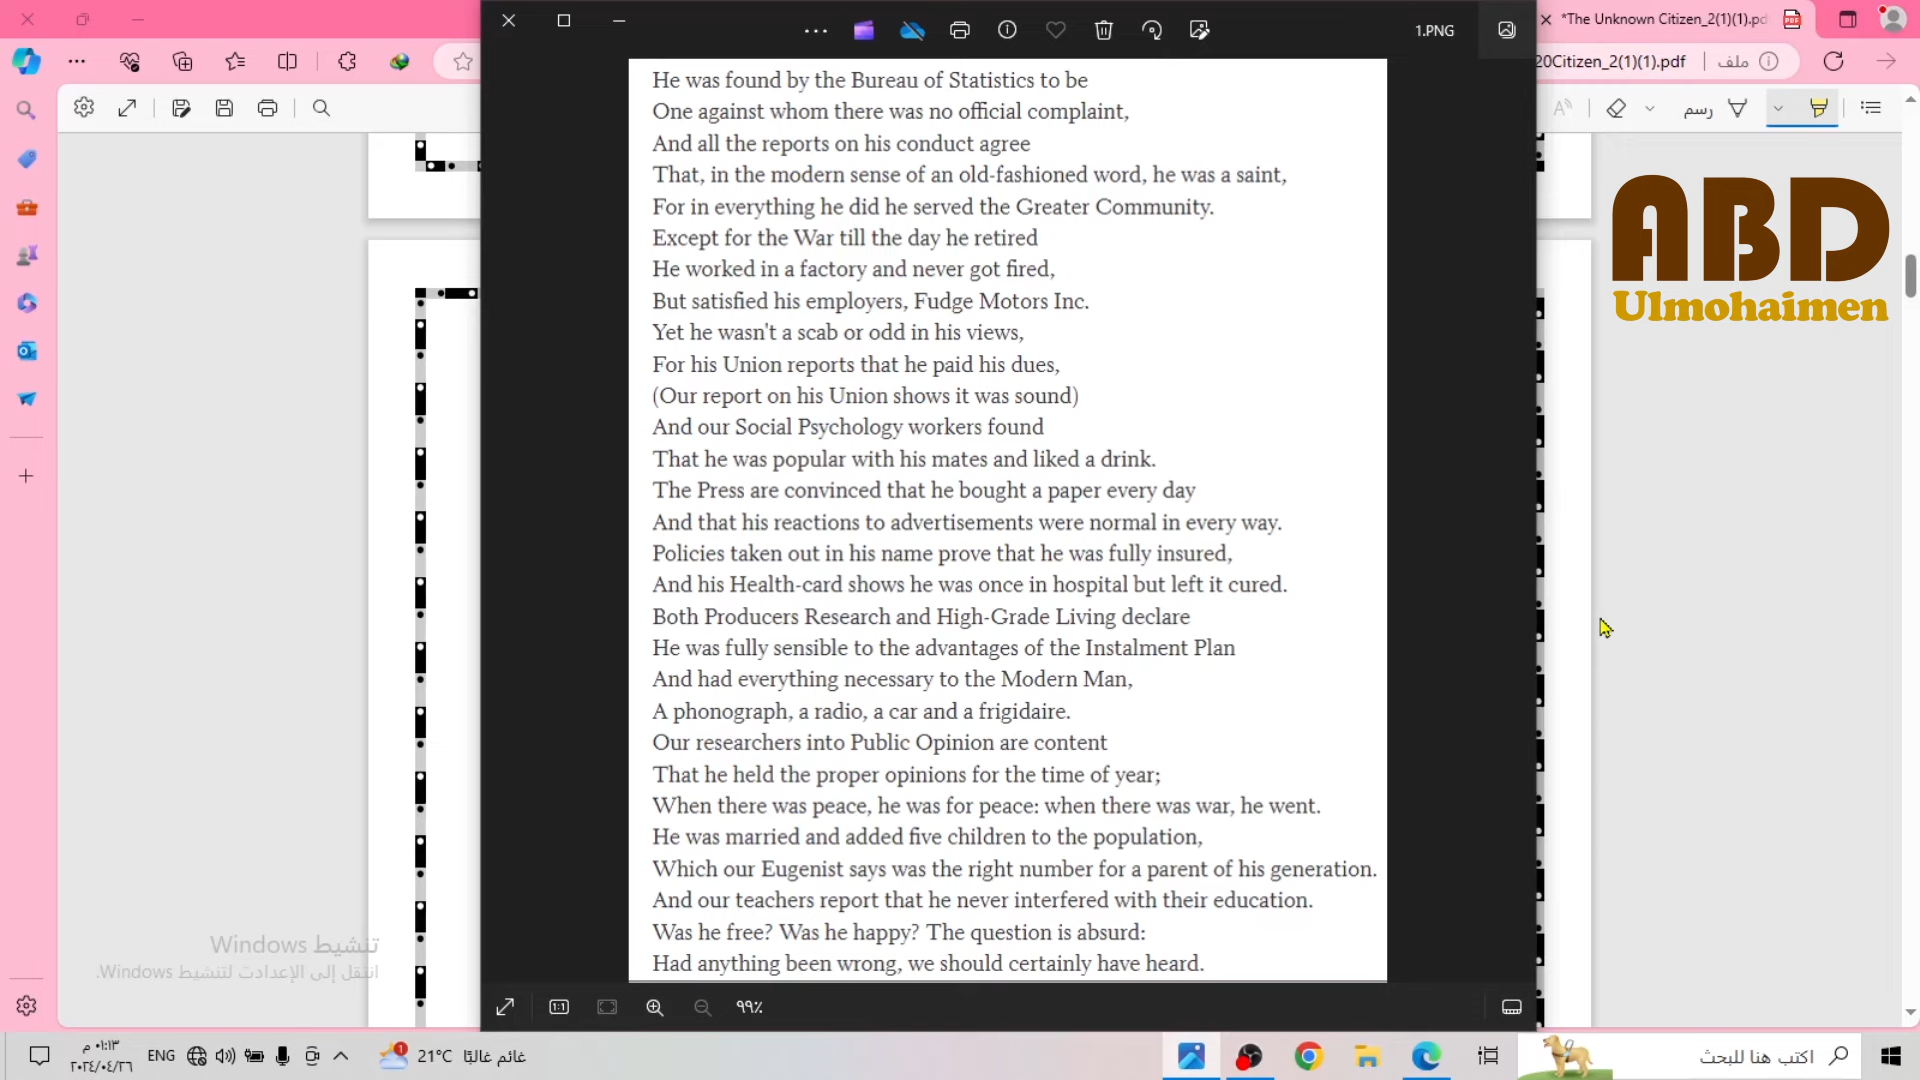 1.PNG
*The Unknown Citizen_2(1)(1).pd
20Citizen_2(1)(1).pdf
ملف
رسم
He was found by the Bureau of Statistics to be
One against whom there was no official complaint,
And all the reports on his conduct agree
That, in the modern sense of an old-fashioned word, he was a saint,
For in everything he did he served the Greater Community.
Except for the War till the day he retired
He worked in a factory and never got fired,
But satisfied his employers, Fudge Motors Inc.
Yet he wasn't a scab or odd in his views,
For his Union reports that he paid his dues,
(Our report on his Union shows it was sound)
And our Social Psychology workers found
That he was popular with his mates and liked a drink.
The Press are convinced that he bought a paper every day
And that his reactions to advertisements were normal in every way.
Policies taken out in his name prove that he was fully insured,
And his Health-card shows he was once in hospital but left it cured.
Both Producers Research and High-Grade Living declare
He was fully sensible to the advantages of the Instalment Plan
And had everything necessary to the Modern Man,
A phonograph, a radio, a car and a frigidaire.
Our researchers into Public Opinion are content
That he held the proper opinions for the time of year;
When there was peace, he was for peace: when there was war, he went.
He was married and added five children to the population,
Which our Eugenist says was the right number for a parent of his generation.
And our teachers report that he never interfered with their education.
Was he free? Was he happy? The question is absurd:
Had anything been wrong, we should certainly have heard.
ABD
Ulmohaimen
تنشيط Windows
انتقل إلى الإعدادت لتنشيط Windows.
٩٩٪
1:1
٠١:١٣ م
٢٠٢٤/٠٤/٢٦
ENG
1
21°C
غائم غالبًا
اكتب هنا للبحث